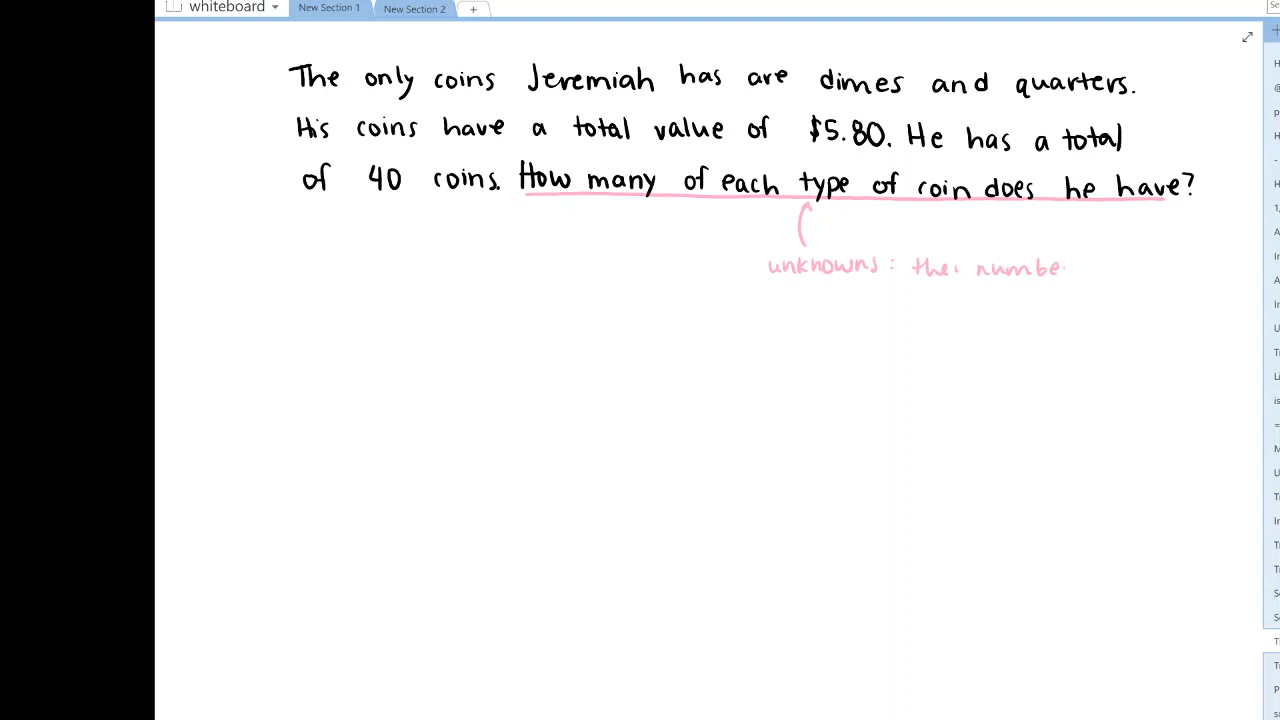 whiteboard New Section 1 New Section 2 +
The only coins Jeremiah has are dimes and quarters.
His coins have a total value of $5.80. He has a total
of 40 coins. How many of each type of coin does he have?
unknowns: the numbe